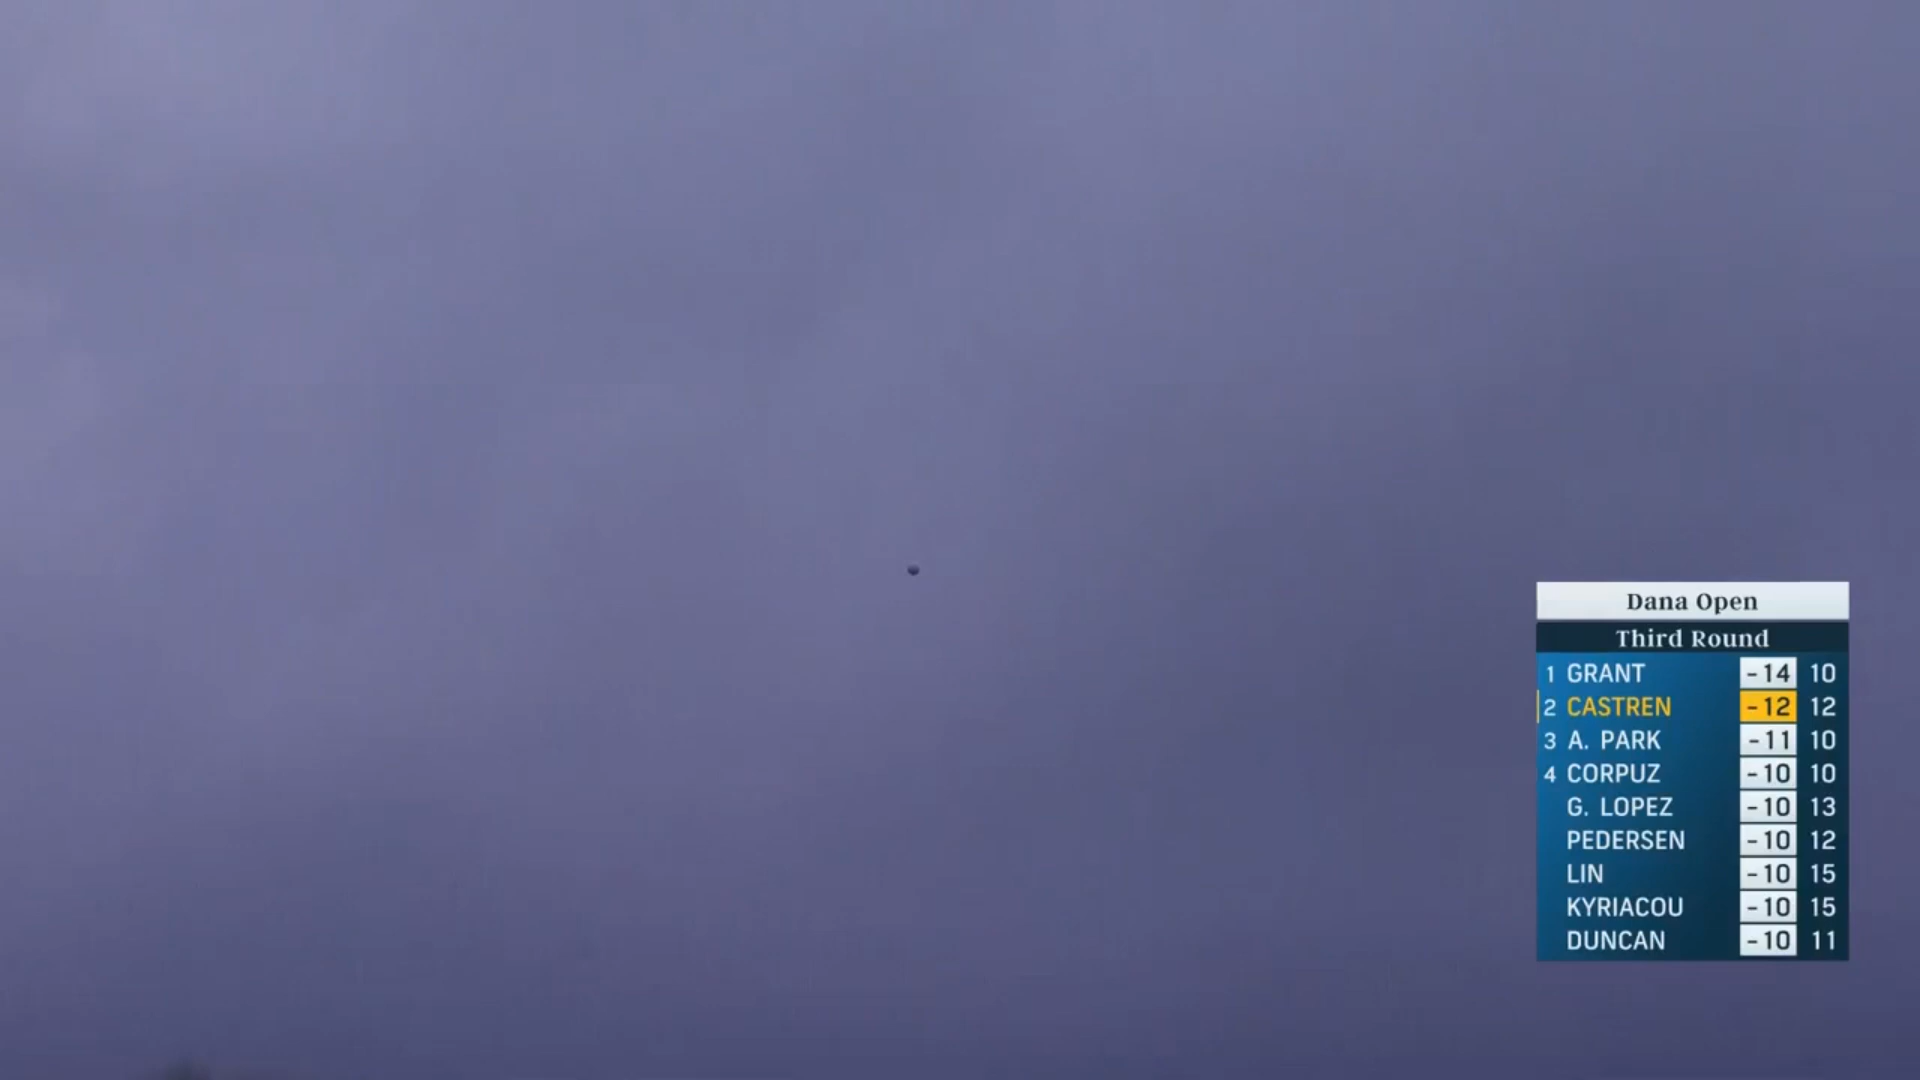 Dana Open
Third Round
1 GRANT -14 10
2 CASTREN -12 12
3 A. PARK -11 10
4 CORPUZ -10 10
G. LOPEZ -10 13
PEDERSEN -10 12
LIN -10 15
KYRIACOU -10 15
DUNCAN -10 11